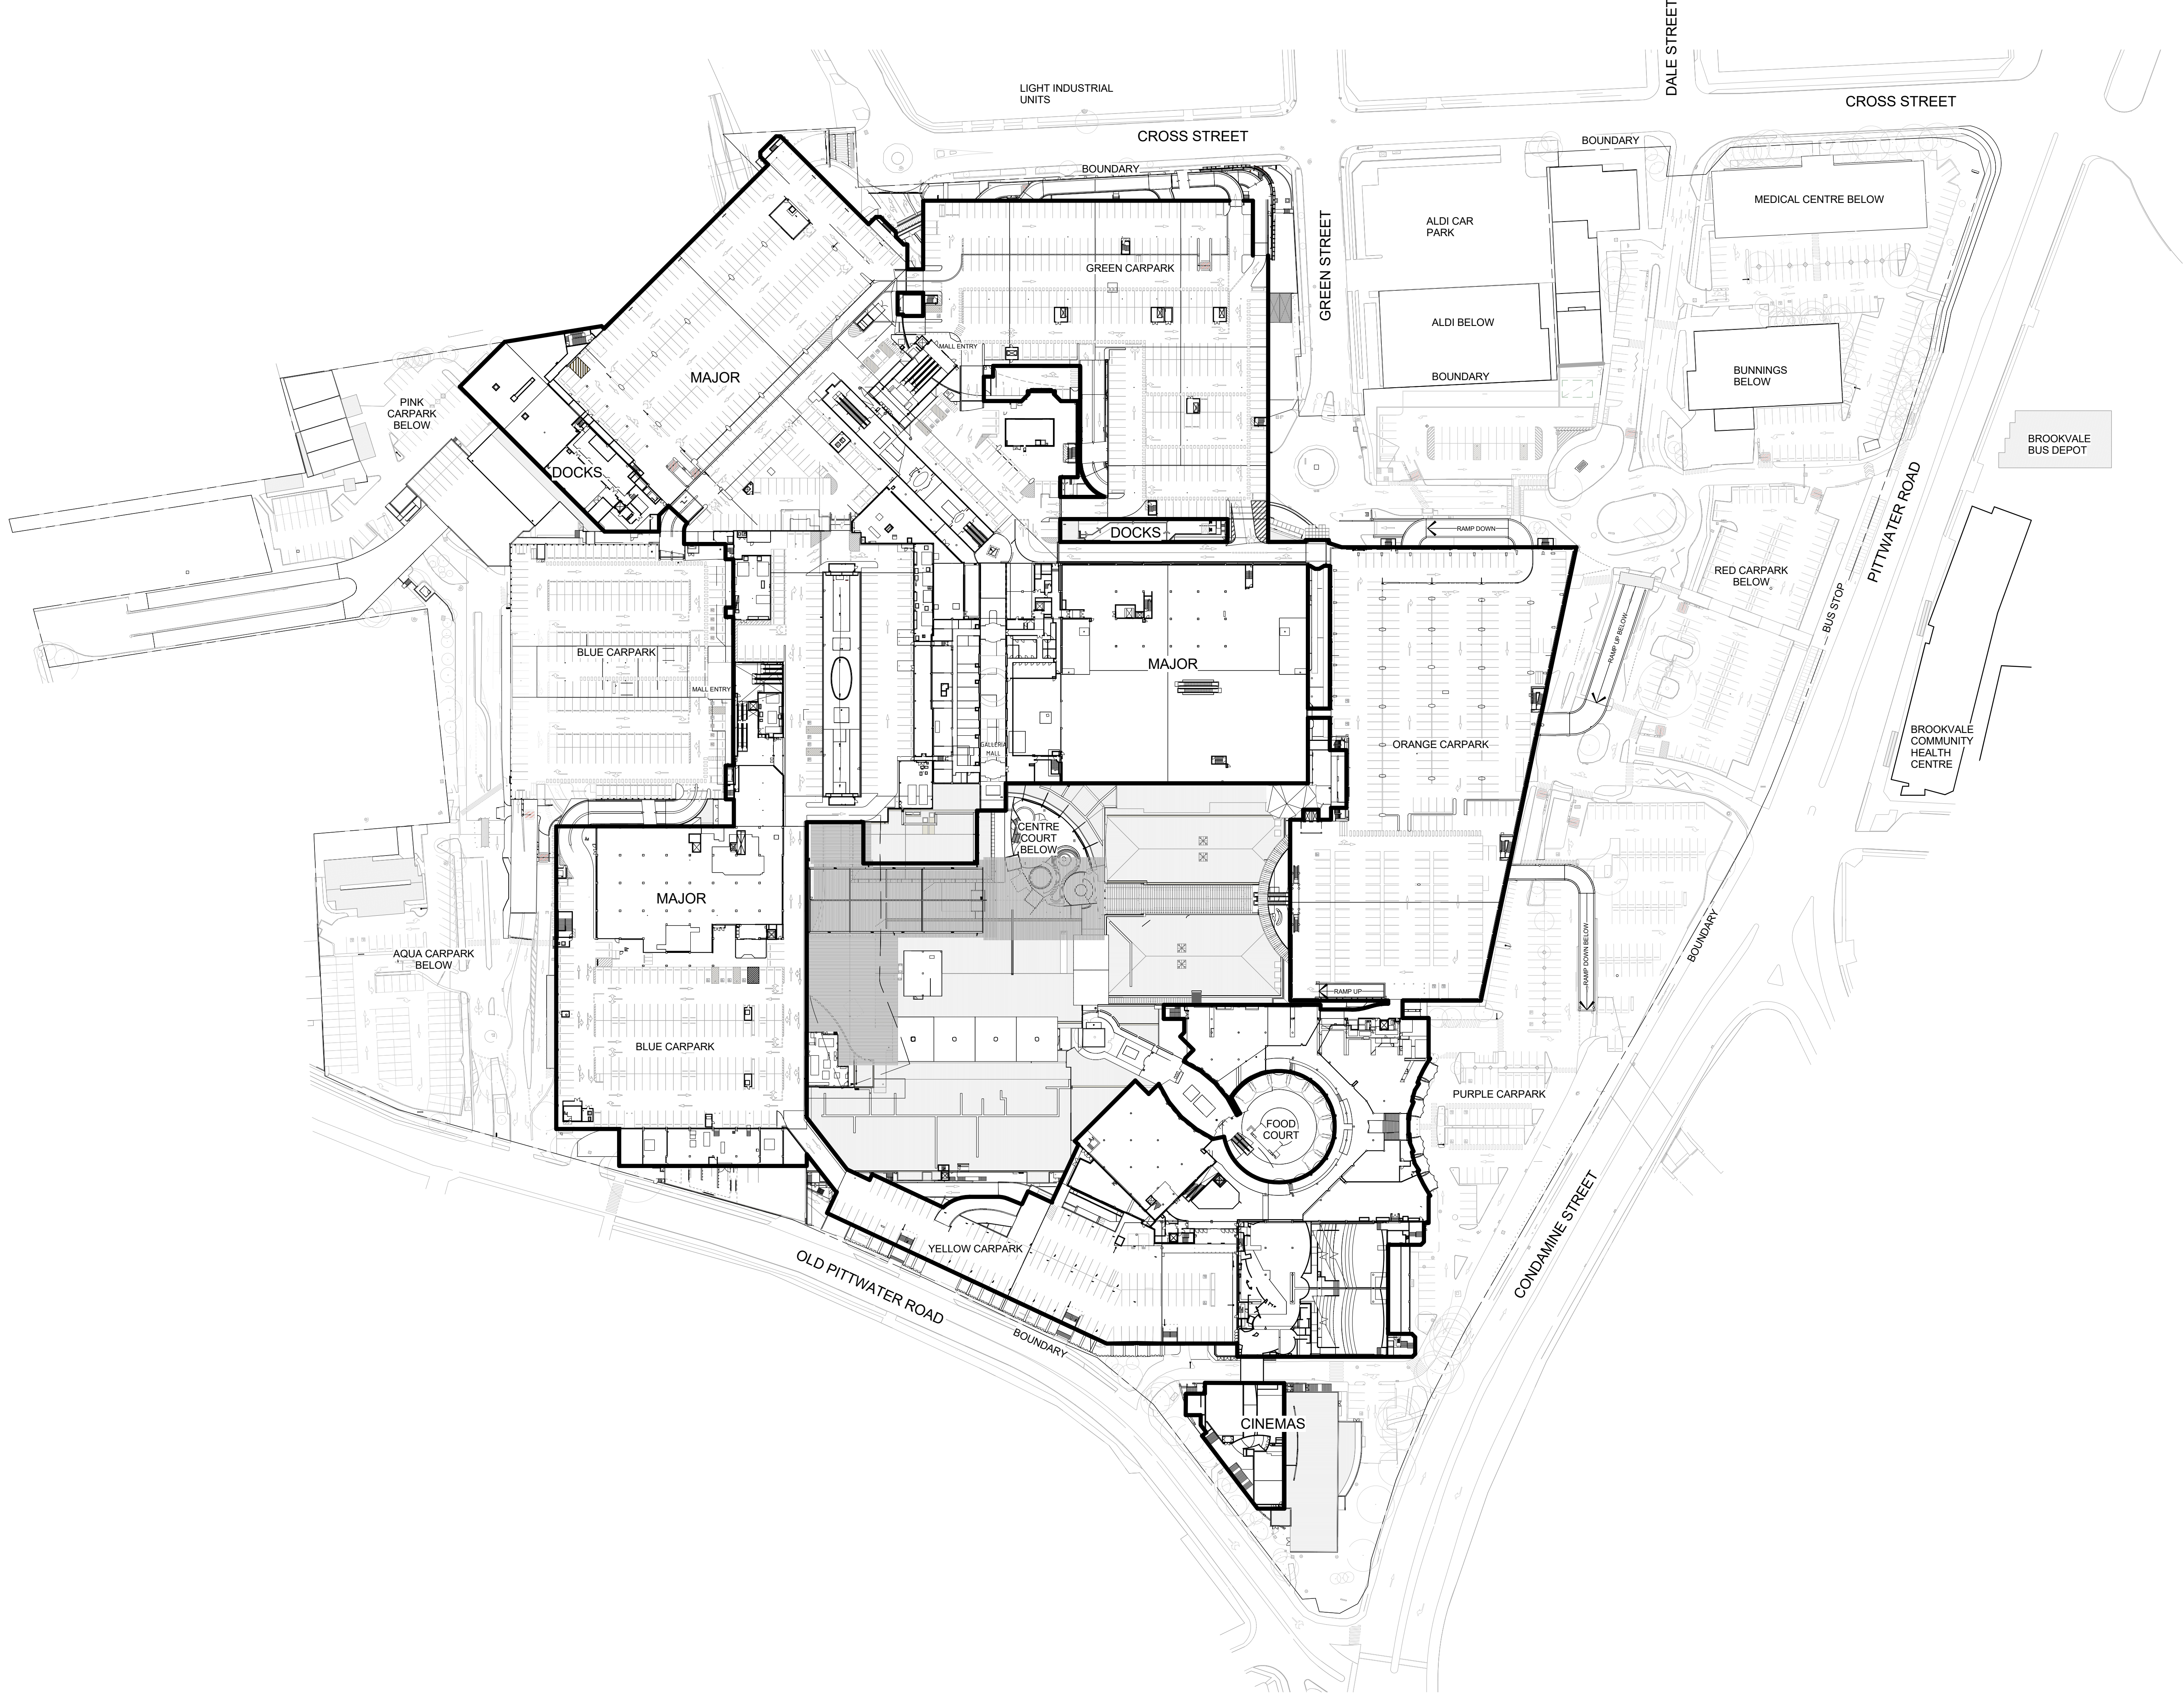 DALE STREET
LIGHT INDUSTRIAL
UNITS
CROSS STREET
CROSS STREET
BOUNDARY
BOUNDARY
MEDICAL CENTRE BELOW
ALDI CAR
PARK
GREEN STREET
GREEN CARPARK
ALDI BELOW
MALL ENTRY
BOUNDARY
BUNNINGS
BELOW
MAJOR
PINK
CARPARK
BELOW
BROOKVALE
BUS DEPOT
DOCKS
PITTWATER ROAD
DOCKS
RAMP DOWN
RED CARPARK
BELOW
BUS STOP
RAMP UP BELOW
BLUE CARPARK
MAJOR
MALL ENTRY
GALLERIA
MALL
ORANGE CARPARK
BROOKVALE
COMMUNITY
HEALTH
CENTRE
CENTRE
COURT
BELOW
MAJOR
AQUA CARPARK
BELOW
BOUNDARY
RAMP DOWN BELOW
RAMP UP
BLUE CARPARK
PURPLE CARPARK
FOOD
COURT
CONDAMINE STREET
YELLOW CARPARK
OLD PITTWATER ROAD
BOUNDARY
CINEMAS